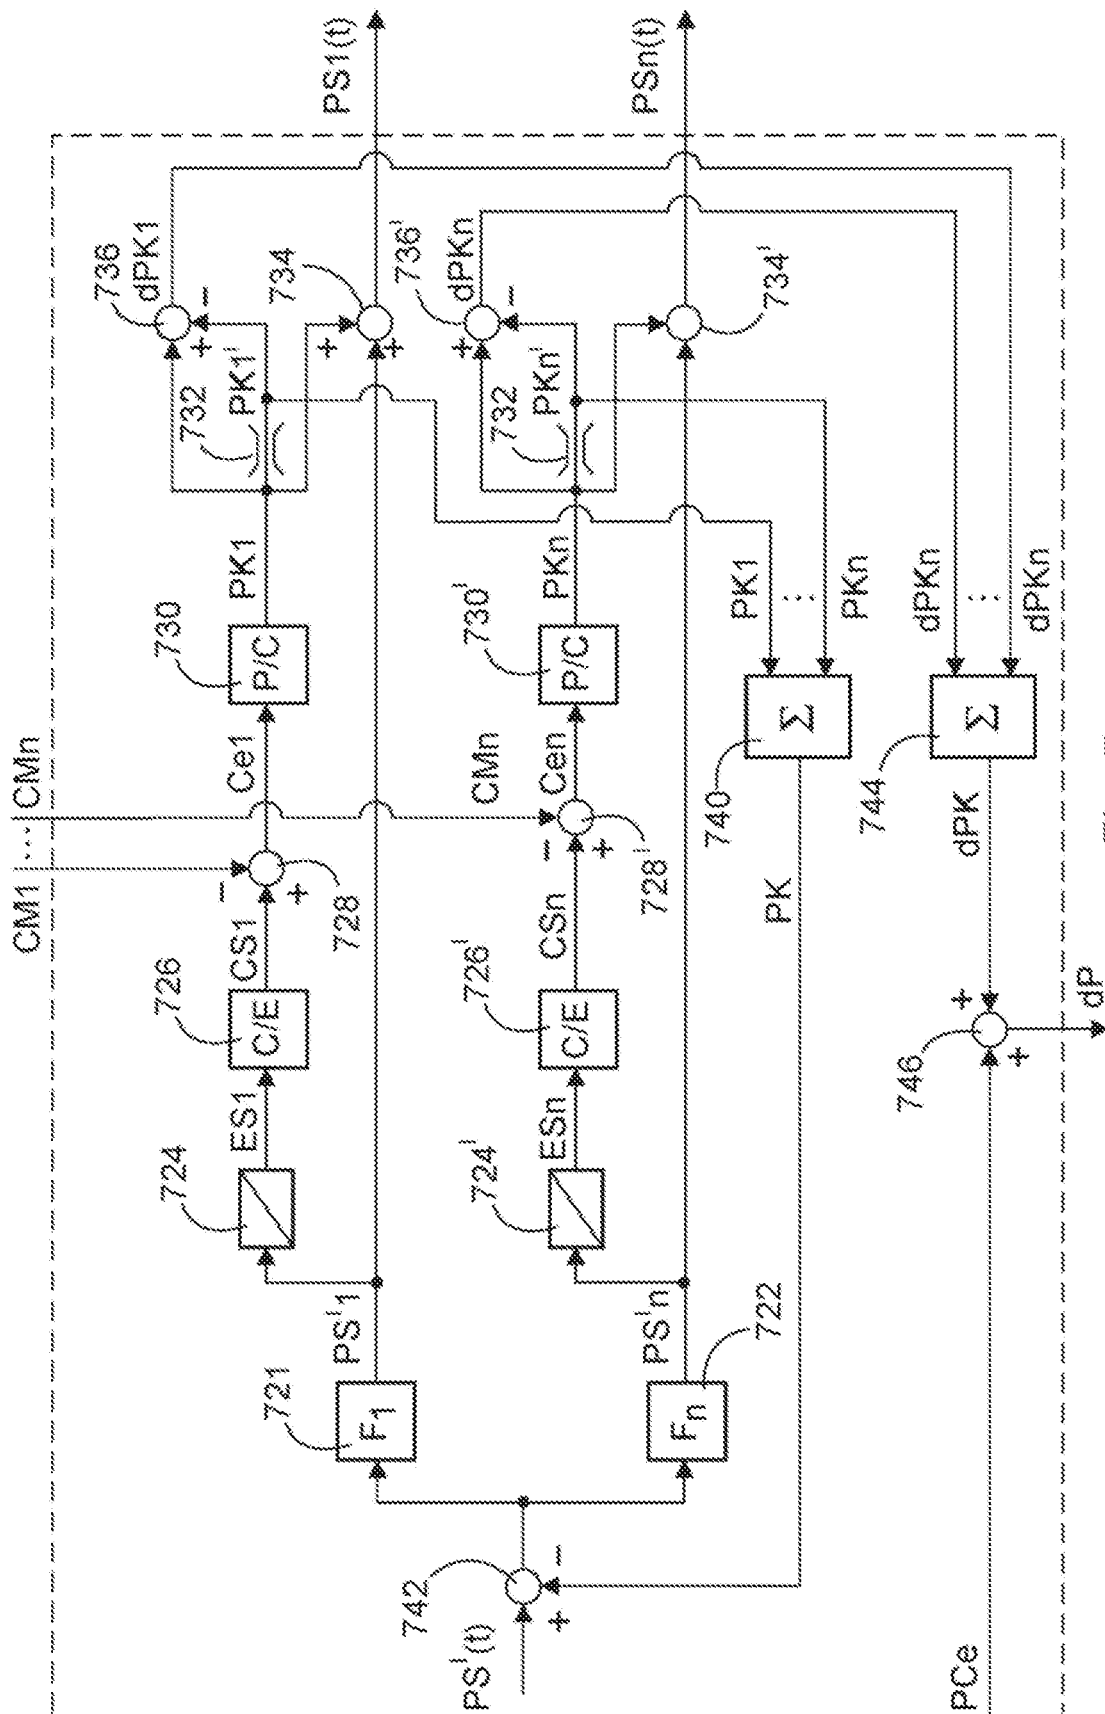 CM1 ... CMn
PS'(t)
+
−
742
721
F1
PS'1
724
ES1
726
C/E
CS1
−
+
728
Ce1
730
P/C
PK1
732
PK1'
736
dPK1
+
−
734
+
+
PS1(t)
Fn
722
PS'n
724'
ESn
726'
C/E
CSn
−
+
728'
CMn
Cen
730'
P/C
PKn
732
PKn'
736'
dPKn
+
−
734'
PSn(t)
PK
740
Σ
PK1
⋮
PKn
PCe
746
+
+
dP
dPK
744
Σ
dPKn
⋮
dPKn